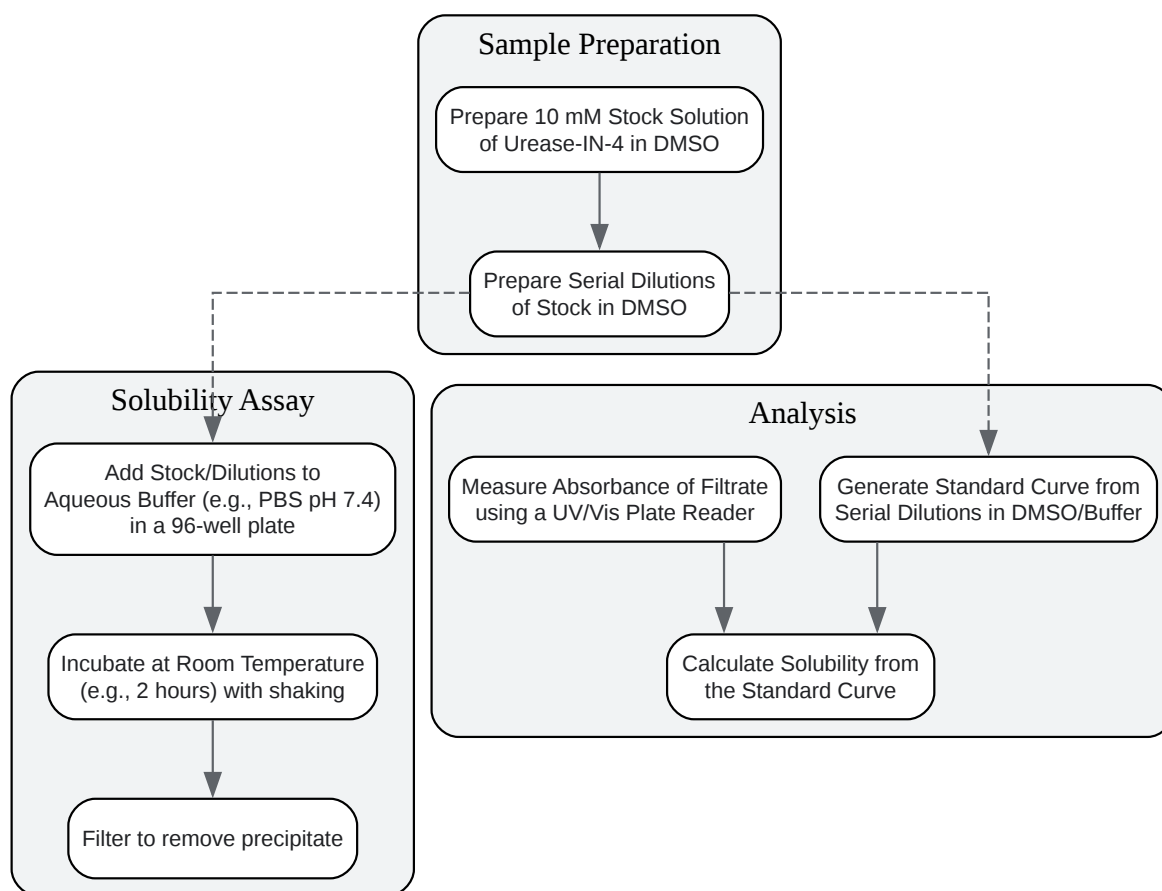 Sample Preparation
Prepare 10 mM Stock Solution
of Urease-IN-4 in DMSO
Prepare Serial Dilutions
of Stock in DMSO
Solubility Assay
Add Stock/Dilutions to
Aqueous Buffer (e.g., PBS pH 7.4)
in a 96-well plate
Incubate at Room Temperature
(e.g., 2 hours) with shaking
Filter to remove precipitate
Analysis
Measure Absorbance of Filtrate
using a UV/Vis Plate Reader
Generate Standard Curve from
Serial Dilutions in DMSO/Buffer
Calculate Solubility from
the Standard Curve